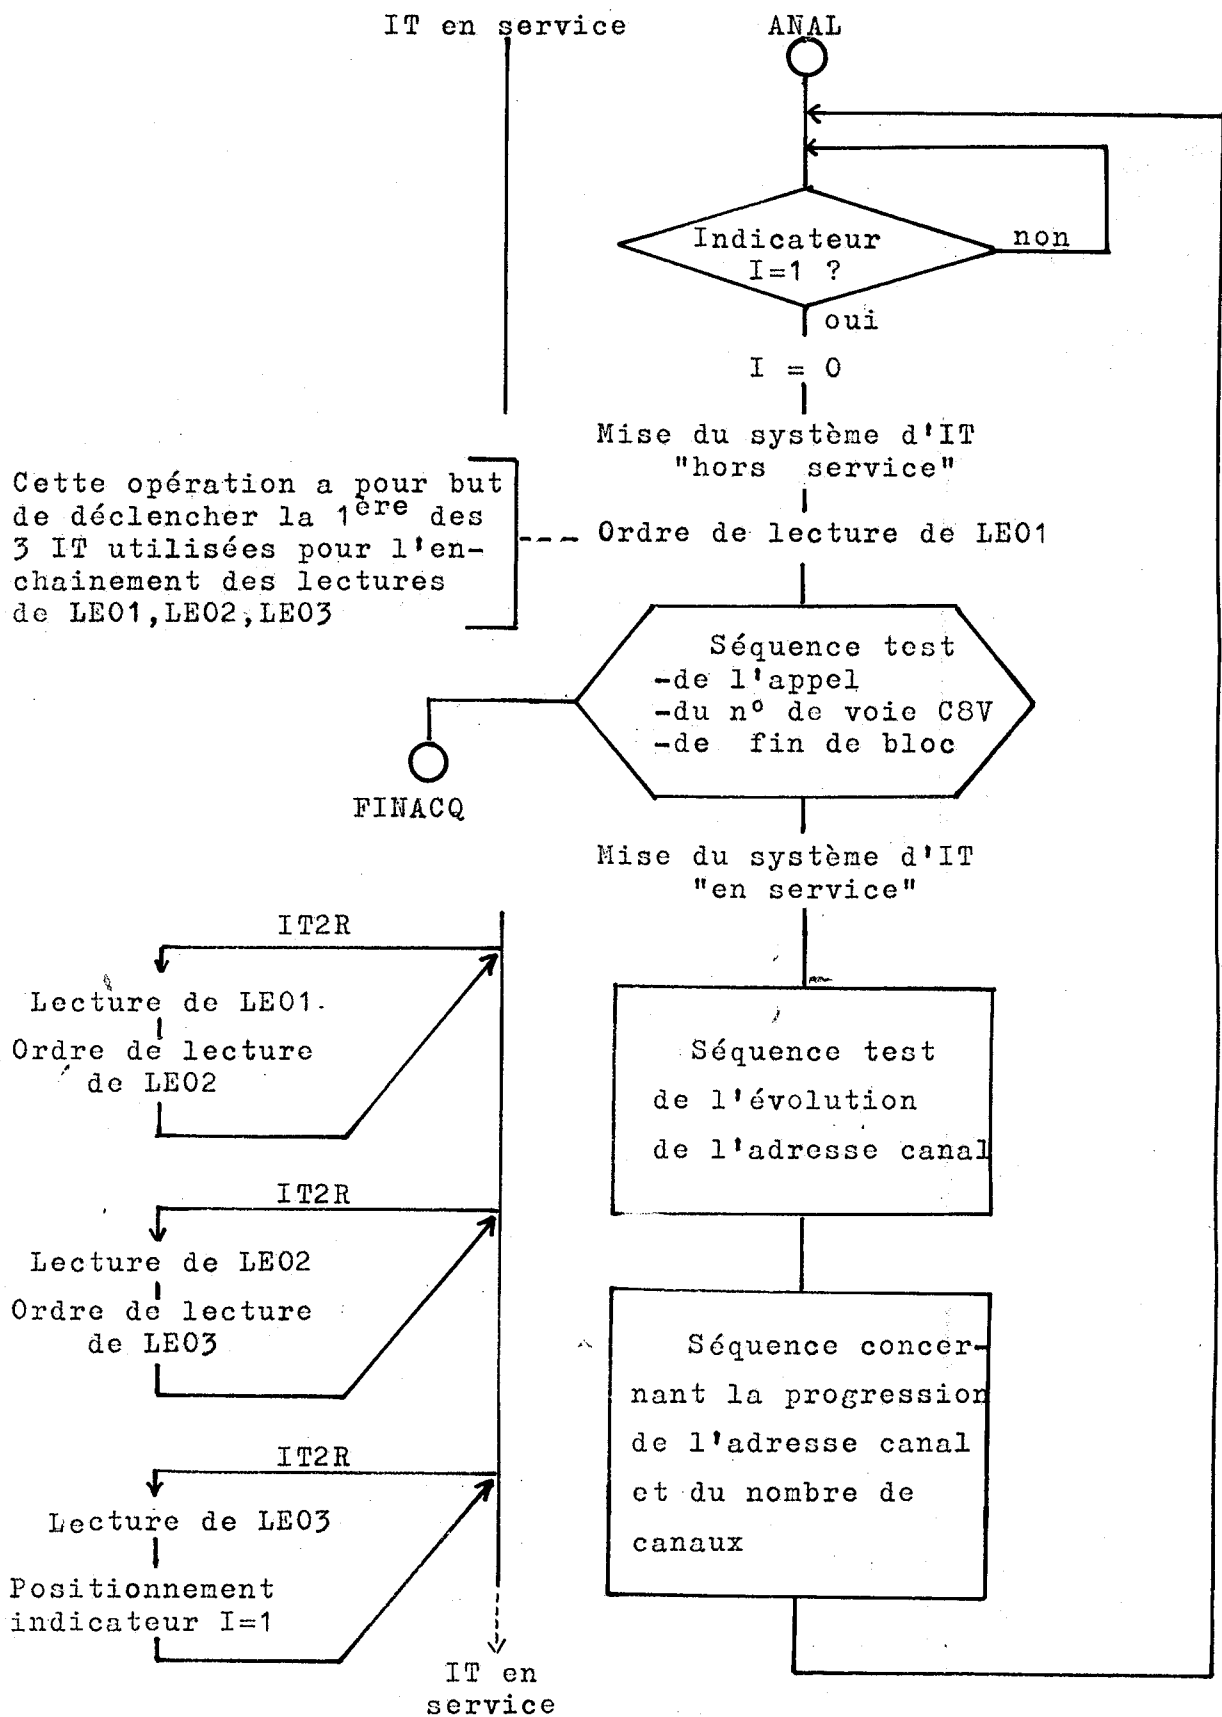 IT en service
ANAL
Indicateur
I=1 ?
non
oui
I = 0
Mise du système d'IT
"hors service"
Cette opération a pour but
de déclencher la 1ère des
3 IT utilisées pour l'en-
chainement des lectures
de LE01,LE02,LE03
Ordre de lecture de LE01
Séquence test
-de l'appel
-du n° de voie C8V
-de fin de bloc
FINACQ
Mise du système d'IT
"en service"
IT2R
Lecture de LE01.
Ordre de lecture
de LE02
Séquence test
de l'évolution
de l'adresse canal
IT2R
Lecture de LE02
Ordre de lecture
de LE03
Séquence concer-
nant la progression
de l'adresse canal
et du nombre de
canaux
IT2R
Lecture de LE03
Positionnement
indicateur I=1
IT en
service